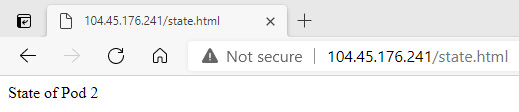 104.45.176.241/state.html
Not secure | 104.45.176.241/state.html
State of Pod 2